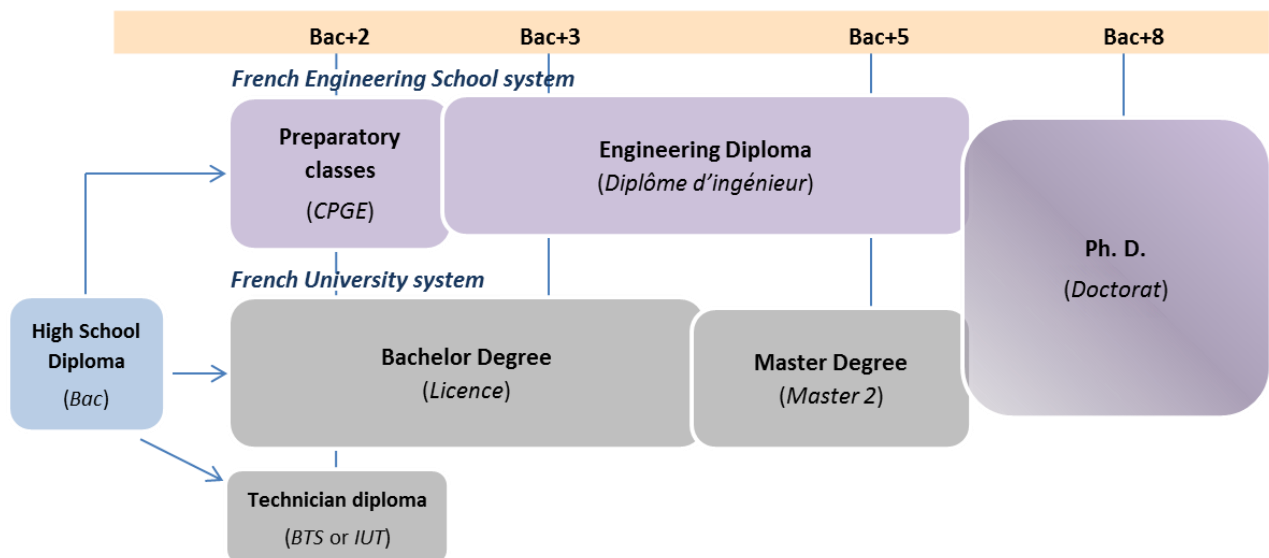 Bac+2 Bac+3 Bac+5 Bac+8
French Engineering School system
Preparatory
classes
(CPGE)
Engineering Diploma
(Diplôme d’ingénieur)
Ph. D.
(Doctorat)
French University system
High School
Diploma
(Bac)
Bachelor Degree
(Licence)
Master Degree
(Master 2)
Technician diploma
(BTS or IUT)